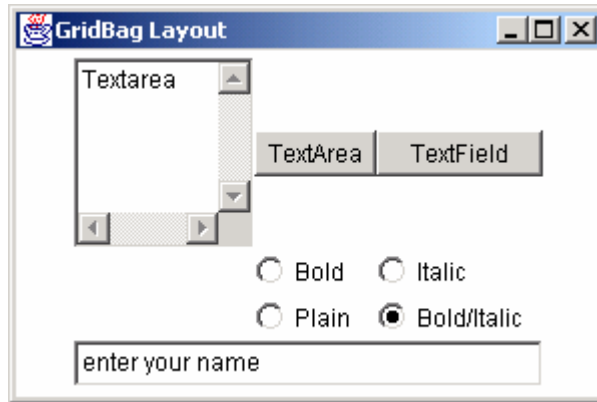 GridBag Layout
Textarea
TextArea TextField
Bold Italic
Plain Bold/Italic
enter your name